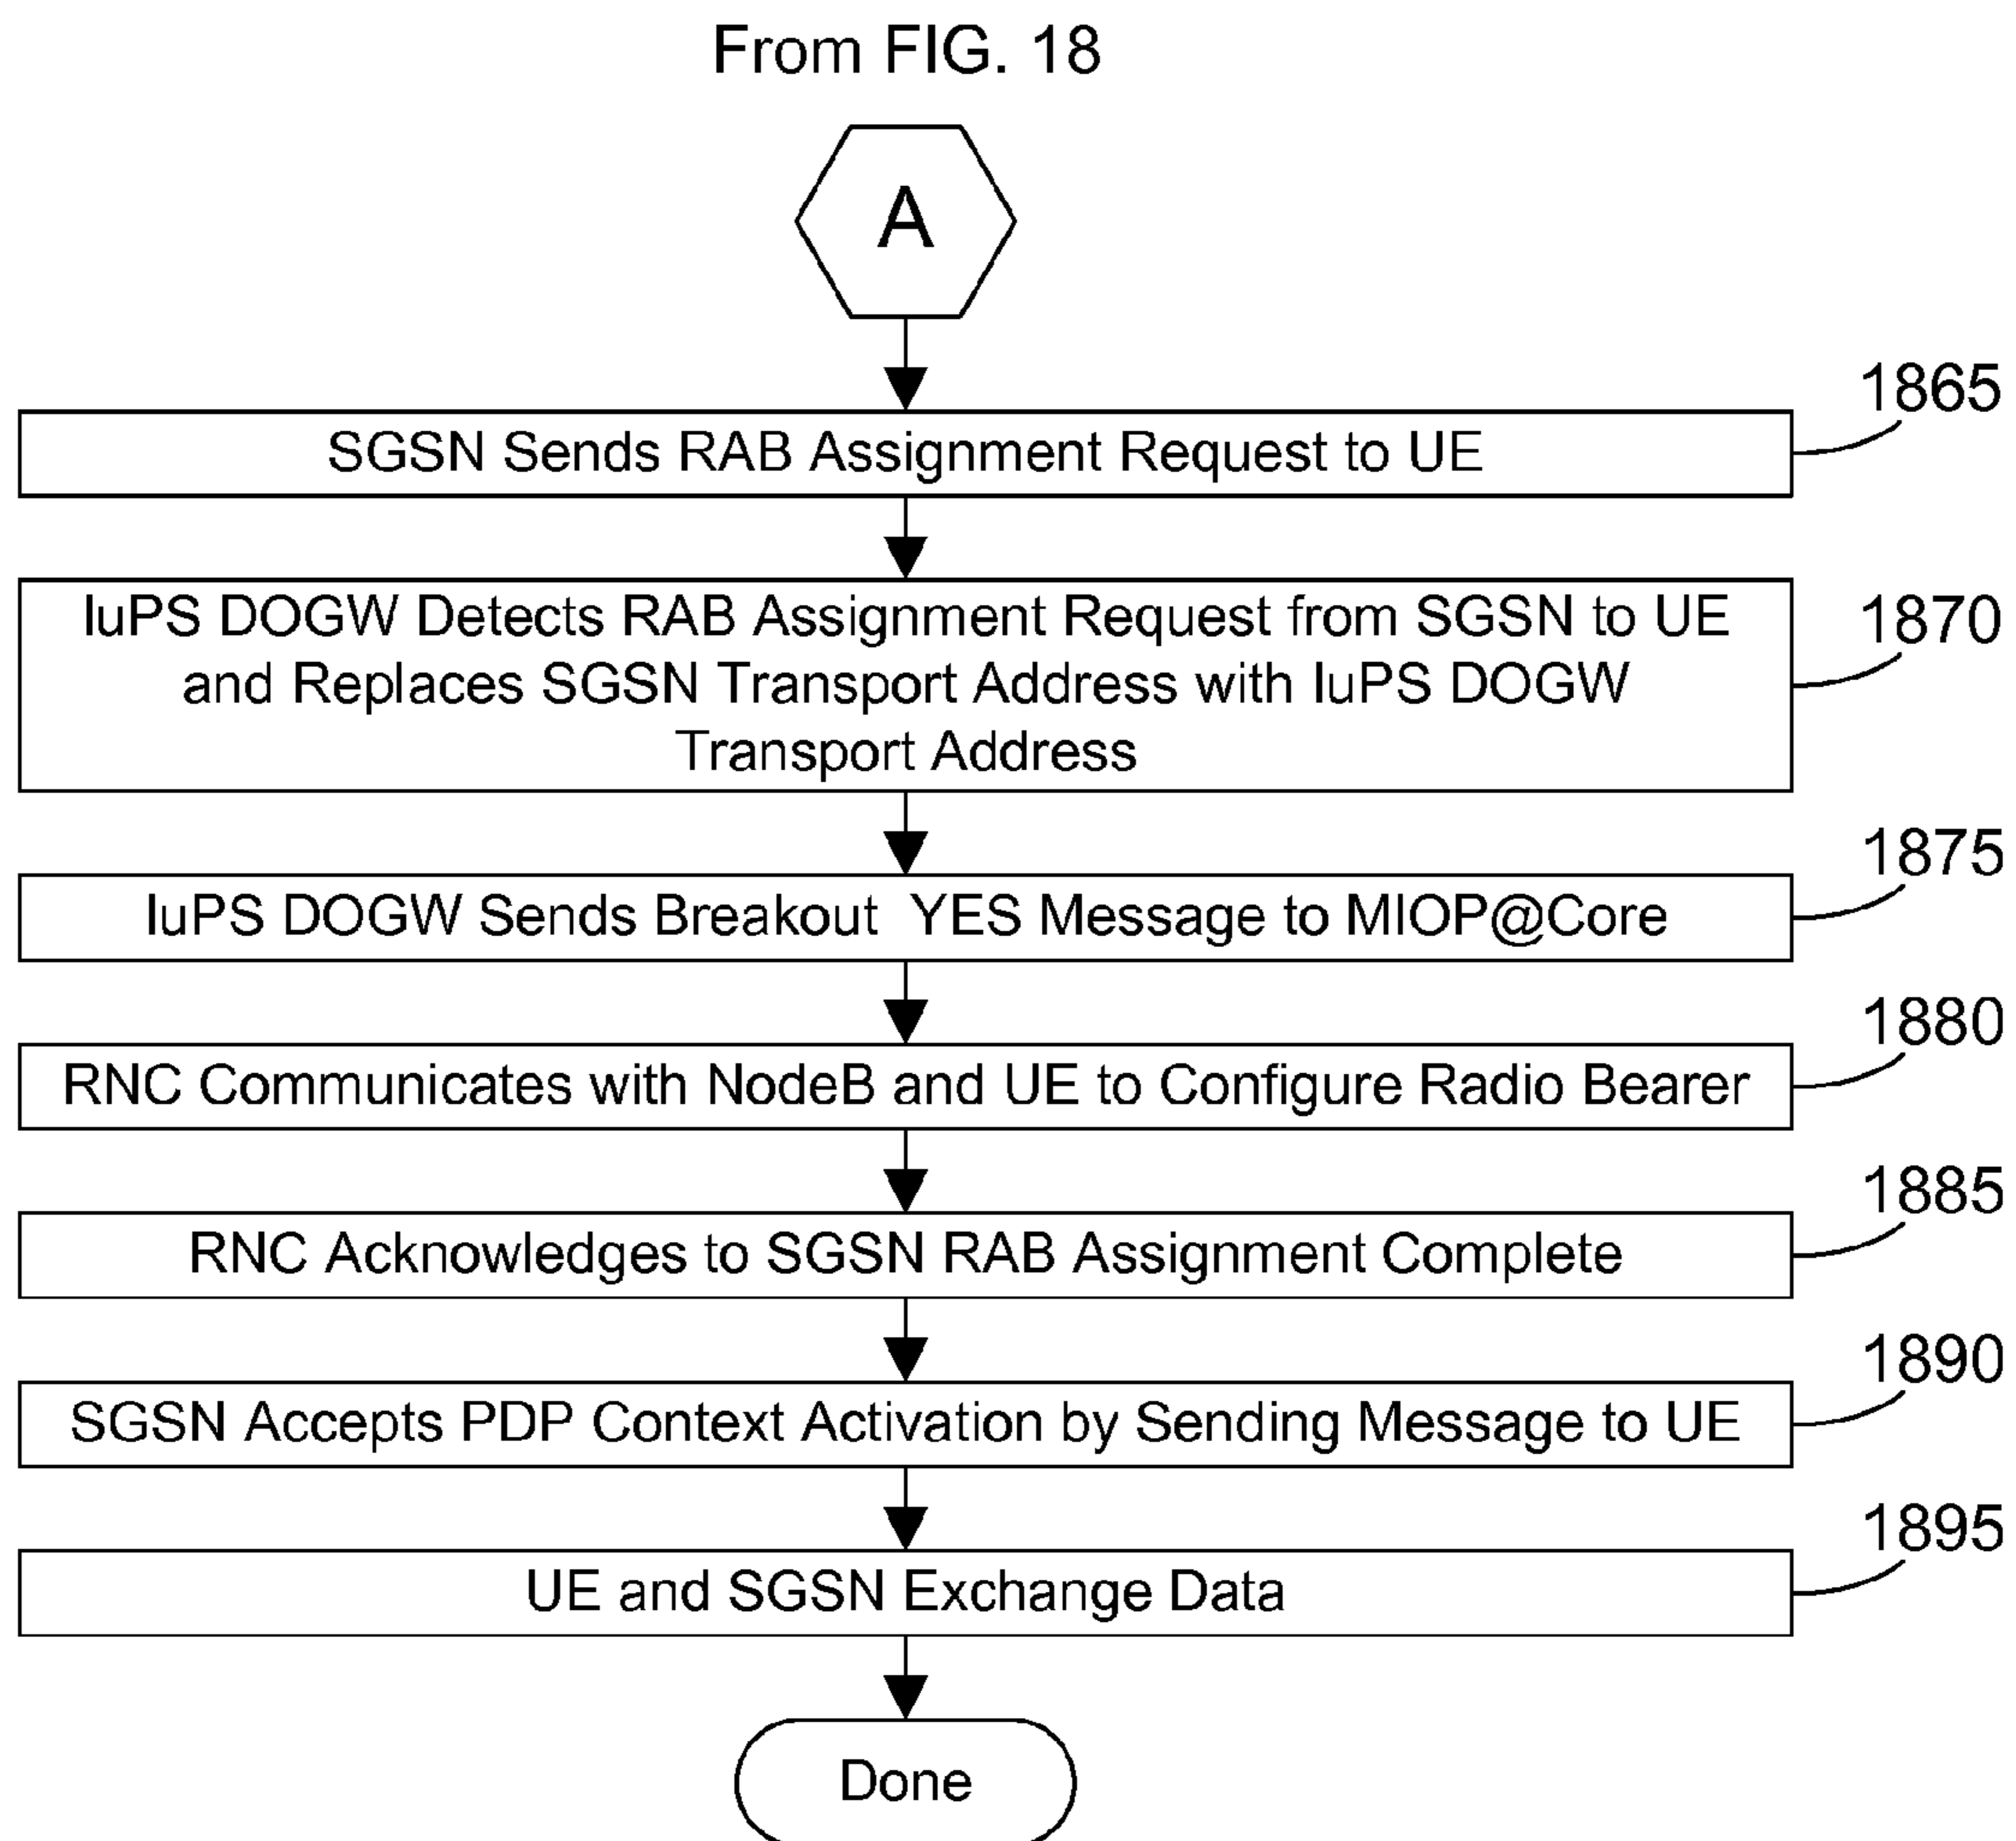 From FIG. 18
A
1865
SGSN Sends RAB Assignment Request to UE
1870
IuPS DOGW Detects RAB Assignment Request from SGSN to UE
and Replaces SGSN Transport Address with IuPS DOGW
Transport Address
1875
IuPS DOGW Sends Breakout  YES Message to MIOP@Core
1880
RNC Communicates with NodeB and UE to Configure Radio Bearer
1885
RNC Acknowledges to SGSN RAB Assignment Complete
1890
SGSN Accepts PDP Context Activation by Sending Message to UE
1895
UE and SGSN Exchange Data
Done